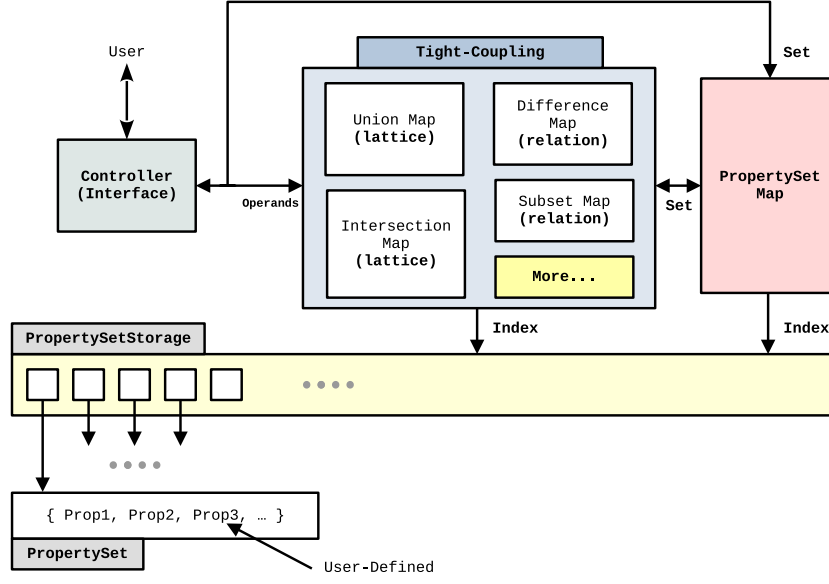 User
Tight-Coupling
Set
Union Map
(lattice)
Difference
Map
(relation)
Controller
(Interface)
Operands
PropertySet
Map
Subset Map
(relation)
Set
Intersection
Map
(lattice)
More...
Index
Index
PropertySetStorage
{ Prop1, Prop2, Prop3, … }
PropertySet
User-Defined